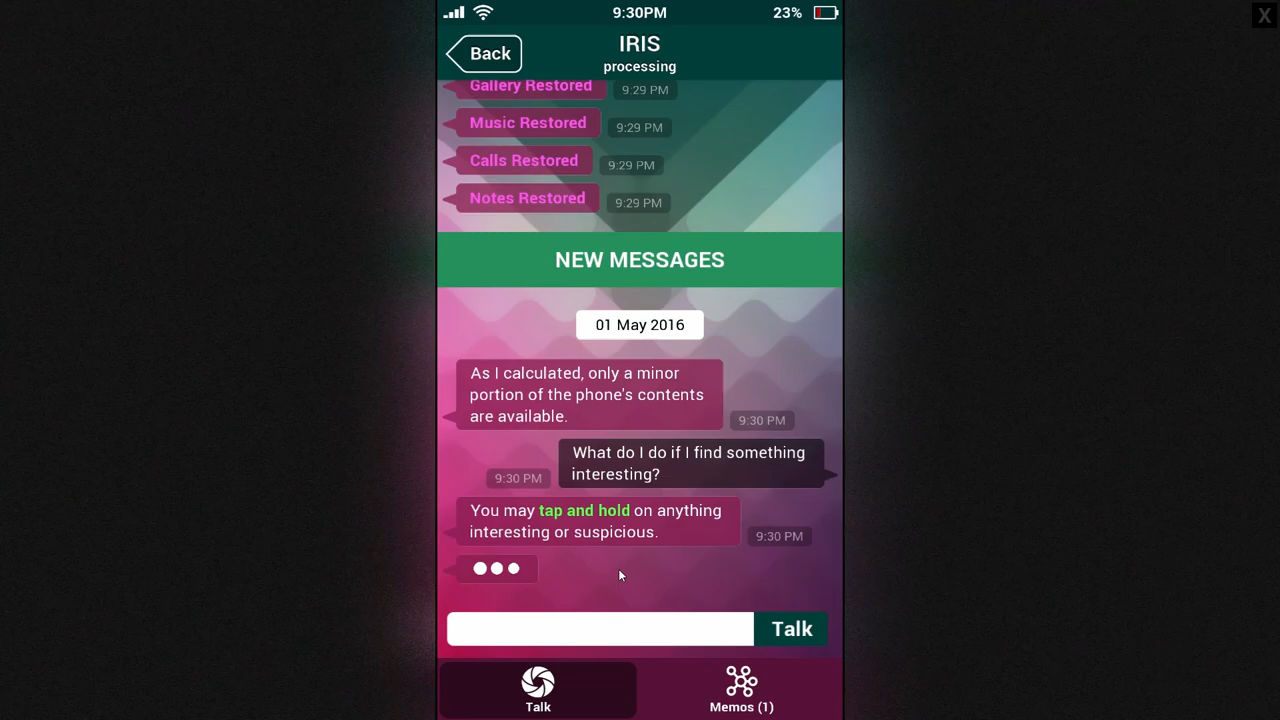 9:30PM
23%
X
Back
IRIS
processing
Gallery Restored
9:29 PM
Music Restored
9:29 PM
Calls Restored
9:29 PM
Notes Restored
9:29 PM
NEW MESSAGES
01 May 2016
As I calculated, only a minor
portion of the phone's contents
are available.
9:30 PM
What do I do if I find something
interesting?
9:30 PM
You may tap and hold on anything
interesting or suspicious.
9:30 PM
Talk
Talk
Memos (1)